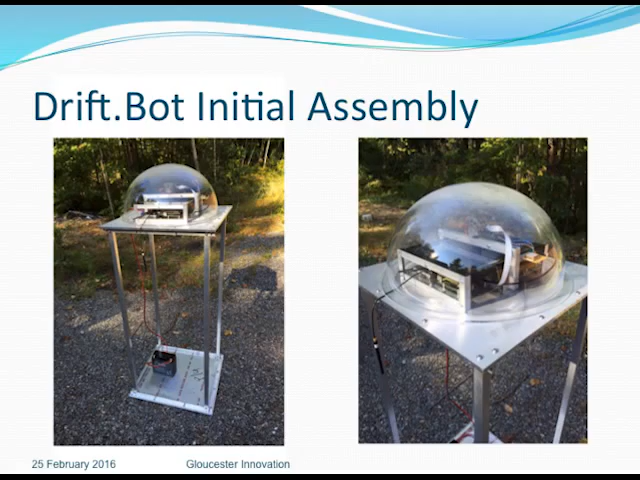 Drift.Bot Initial Assembly
25 February 2016
Gloucester Innovation